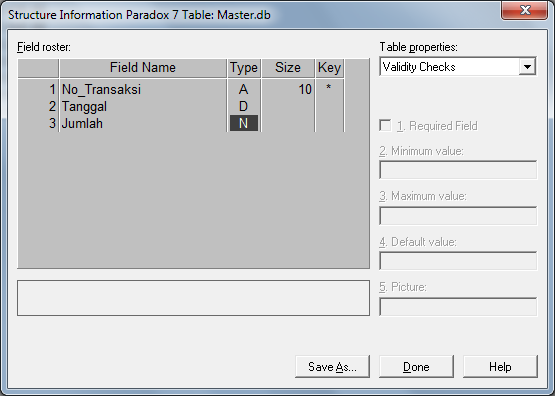 Structure Information Paradox 7 Table: Master.db
Field roster:
Field Name Type Size Key
1 No_Transaksi A 10 *
2 Tanggal D
3 Jumlah N
Table properties:
Validity Checks
1. Required Field
2. Minimum value:
3. Maximum value:
4. Default value:
5. Picture:
Save As...
Done
Help